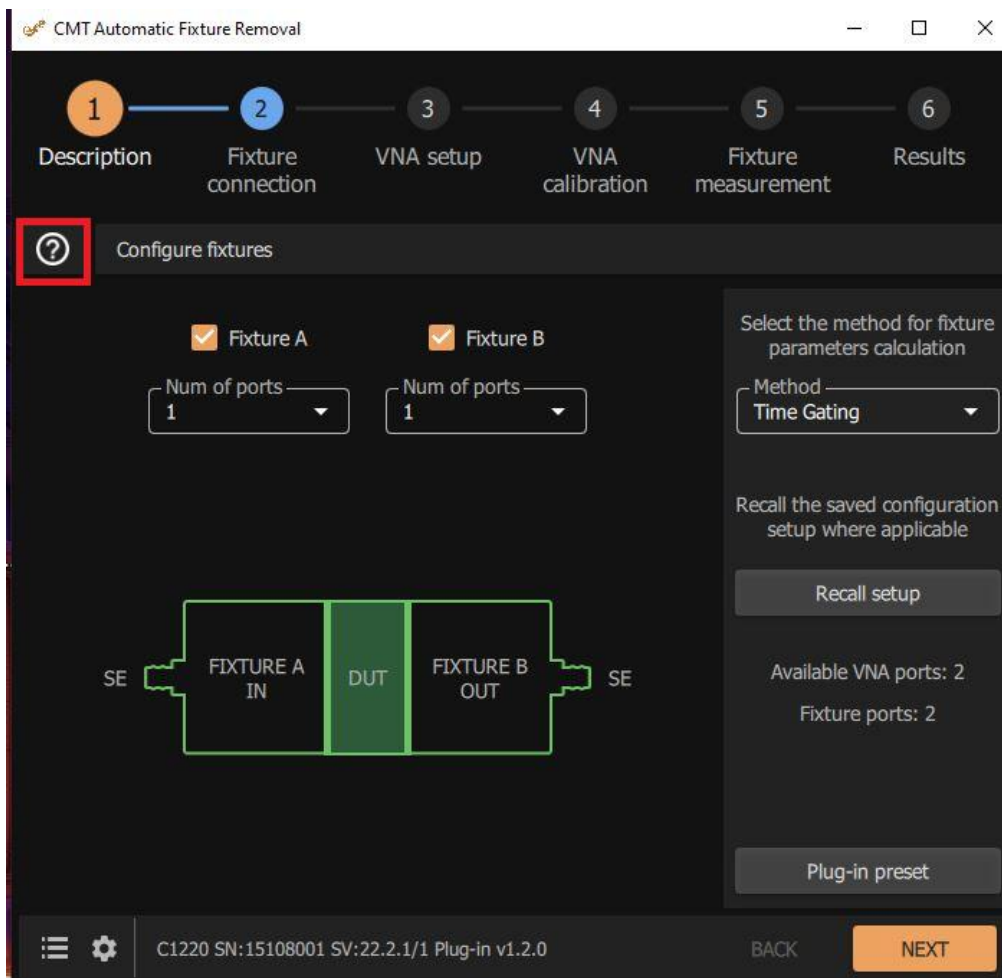 CMT Automatic Fixture Removal
1 2 3 4 5 6
Description Fixture VNA setup VNA Fixture Results
connection calibration measurement
Configure fixtures
Fixture A Fixture B
Num of ports Num of ports
1 1
Select the method for fixture
parameters calculation
Method
Time Gating
Recall the saved configuration
setup where applicable
Recall setup
SE FIXTURE A DUT FIXTURE B SE
IN OUT
Available VNA ports: 2
Fixture ports: 2
Plug-in preset
C1220 SN:15108001 SV:22.2.1/1 Plug-in v1.2.0 BACK NEXT